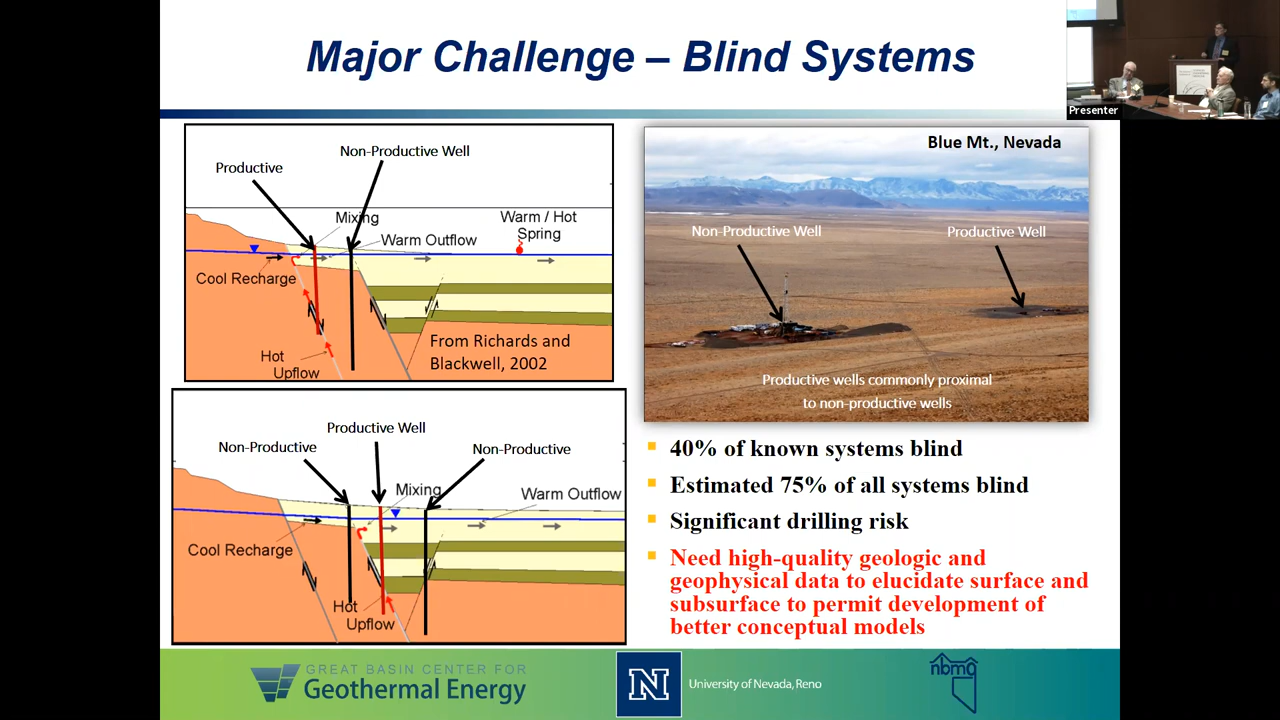 Major Challenge – Blind Systems
Presenter
Productive
Non-Productive Well
Mixing
Warm Outflow
Warm / Hot
Spring
Cool Recharge
Hot
Upflow
From Richards and
Blackwell, 2002
Blue Mt., Nevada
Non-Productive Well
Productive Well
Productive wells commonly proximal
to non-productive wells
Non-Productive
Productive Well
Non-Productive
Mixing
Warm Outflow
Cool Recharge
Hot
Upflow
40% of known systems blind
Estimated 75% of all systems blind
Significant drilling risk
Need high-quality geologic and
geophysical data to elucidate surface and
subsurface to permit development of
better conceptual models
GREAT BASIN CENTER FOR
Geothermal Energy
N
University of Nevada, Reno
nbmg